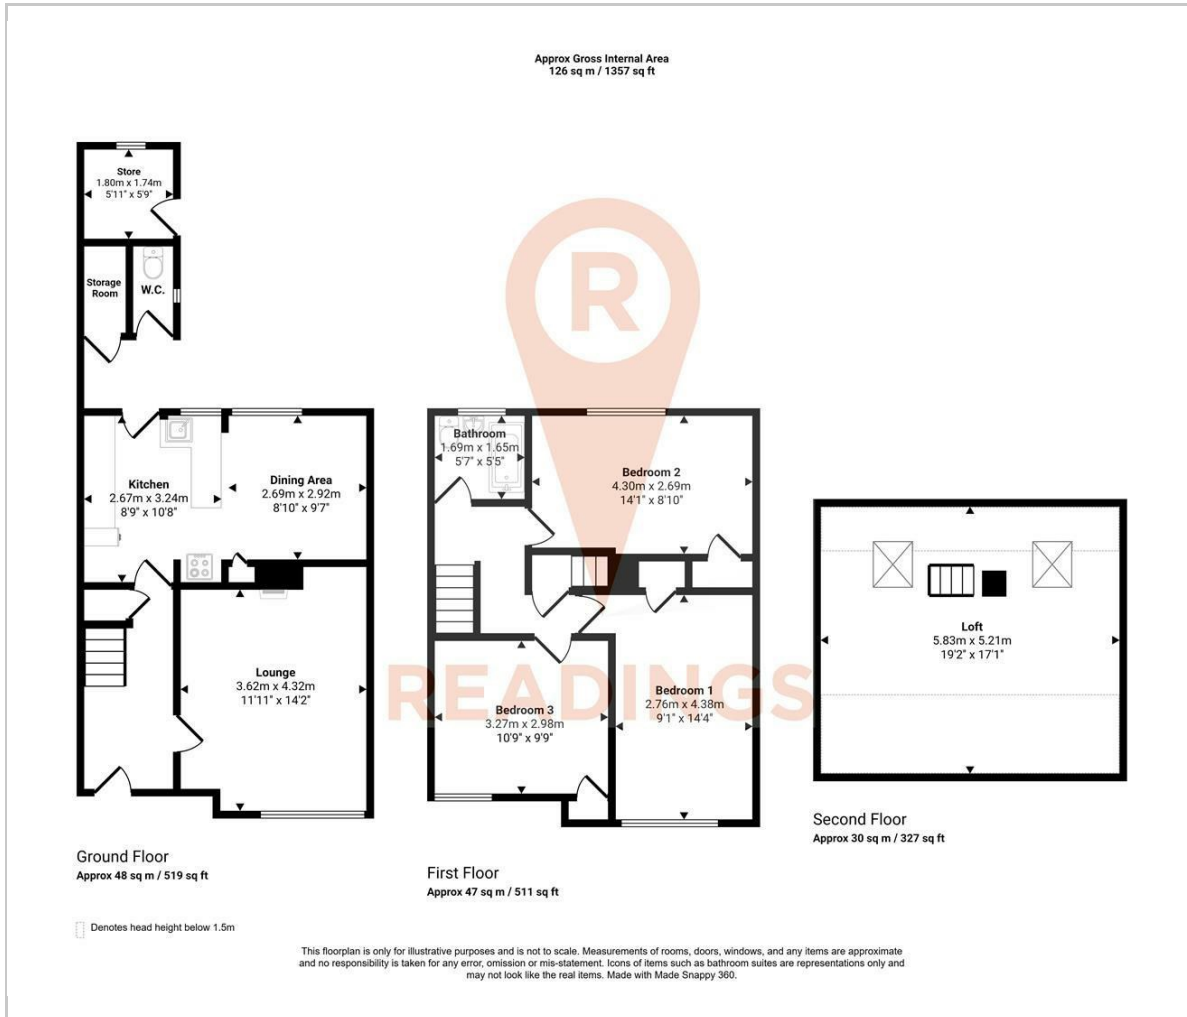 Approx Gross Internal Area
126 sq m / 1357 sq ft
Store
1.80m x 1.74m
5'11" x 5'9"
Storage
Room
W.C.
Kitchen
2.67m x 3.24m
8'9" x 10'8"
Dining Area
2.69m x 2.92m
8'10" x 9'7"
Lounge
3.62m x 4.32m
11'11" x 14'2"
Ground Floor
Approx 48 sq m / 519 sq ft
R
READINGS
Bathroom
1.69m x 1.65m
5'7" x 5'5"
Bedroom 2
4.30m x 2.69m
14'1" x 8'10"
Bedroom 3
3.27m x 2.98m
10'9" x 9'9"
Bedroom 1
2.76m x 4.38m
9'1" x 14'4"
First Floor
Approx 47 sq m / 511 sq ft
Loft
5.83m x 5.21m
19'2" x 17'1"
Second Floor
Approx 30 sq m / 327 sq ft
Denotes head height below 1.5m
This floorplan is only for illustrative purposes and is not to scale. Measurements of rooms, doors, windows, and any items are approximate
and no responsibility is taken for any error, omission or mis-statement. Icons of items such as bathroom suites are representations only and
may not look like the real items. Made with Made Snappy 360.